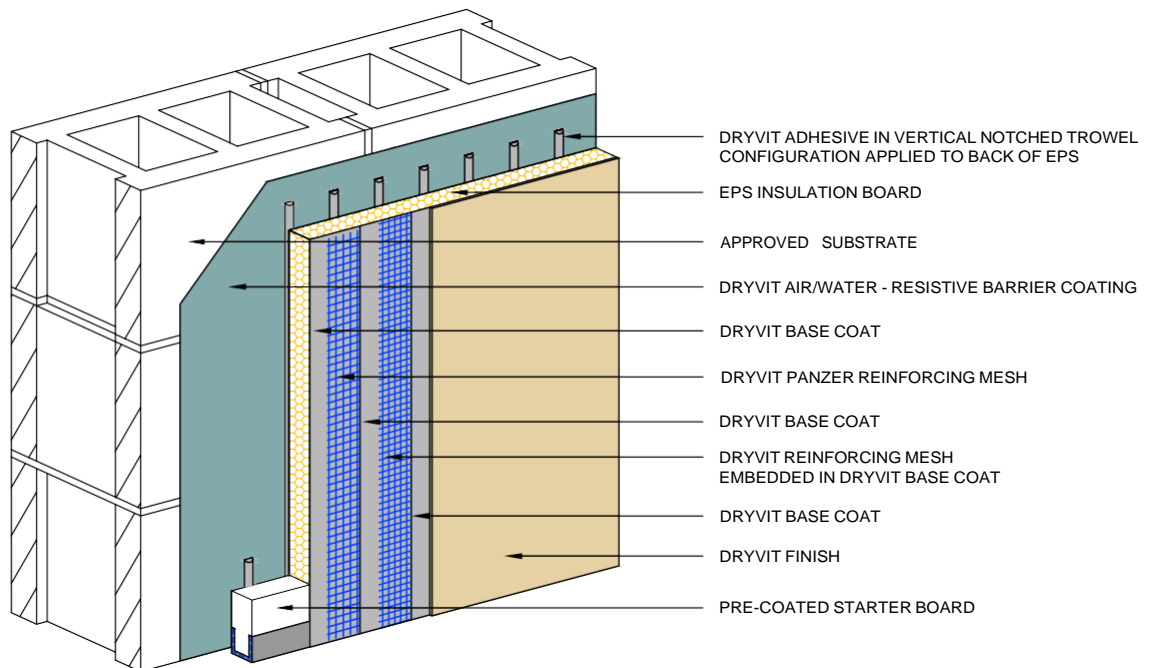 DRYVIT ADHESIVE IN VERTICAL NOTCHED TROWEL
CONFIGURATION APPLIED TO BACK OF EPS
EPS INSULATION BOARD
APPROVED SUBSTRATE
DRYVIT AIR/WATER - RESISTIVE BARRIER COATING
DRYVIT BASE COAT
DRYVIT PANZER REINFORCING MESH
DRYVIT BASE COAT
DRYVIT REINFORCING MESH
EMBEDDED IN DRYVIT BASE COAT
DRYVIT BASE COAT
DRYVIT FINISH
PRE-COATED STARTER BOARD